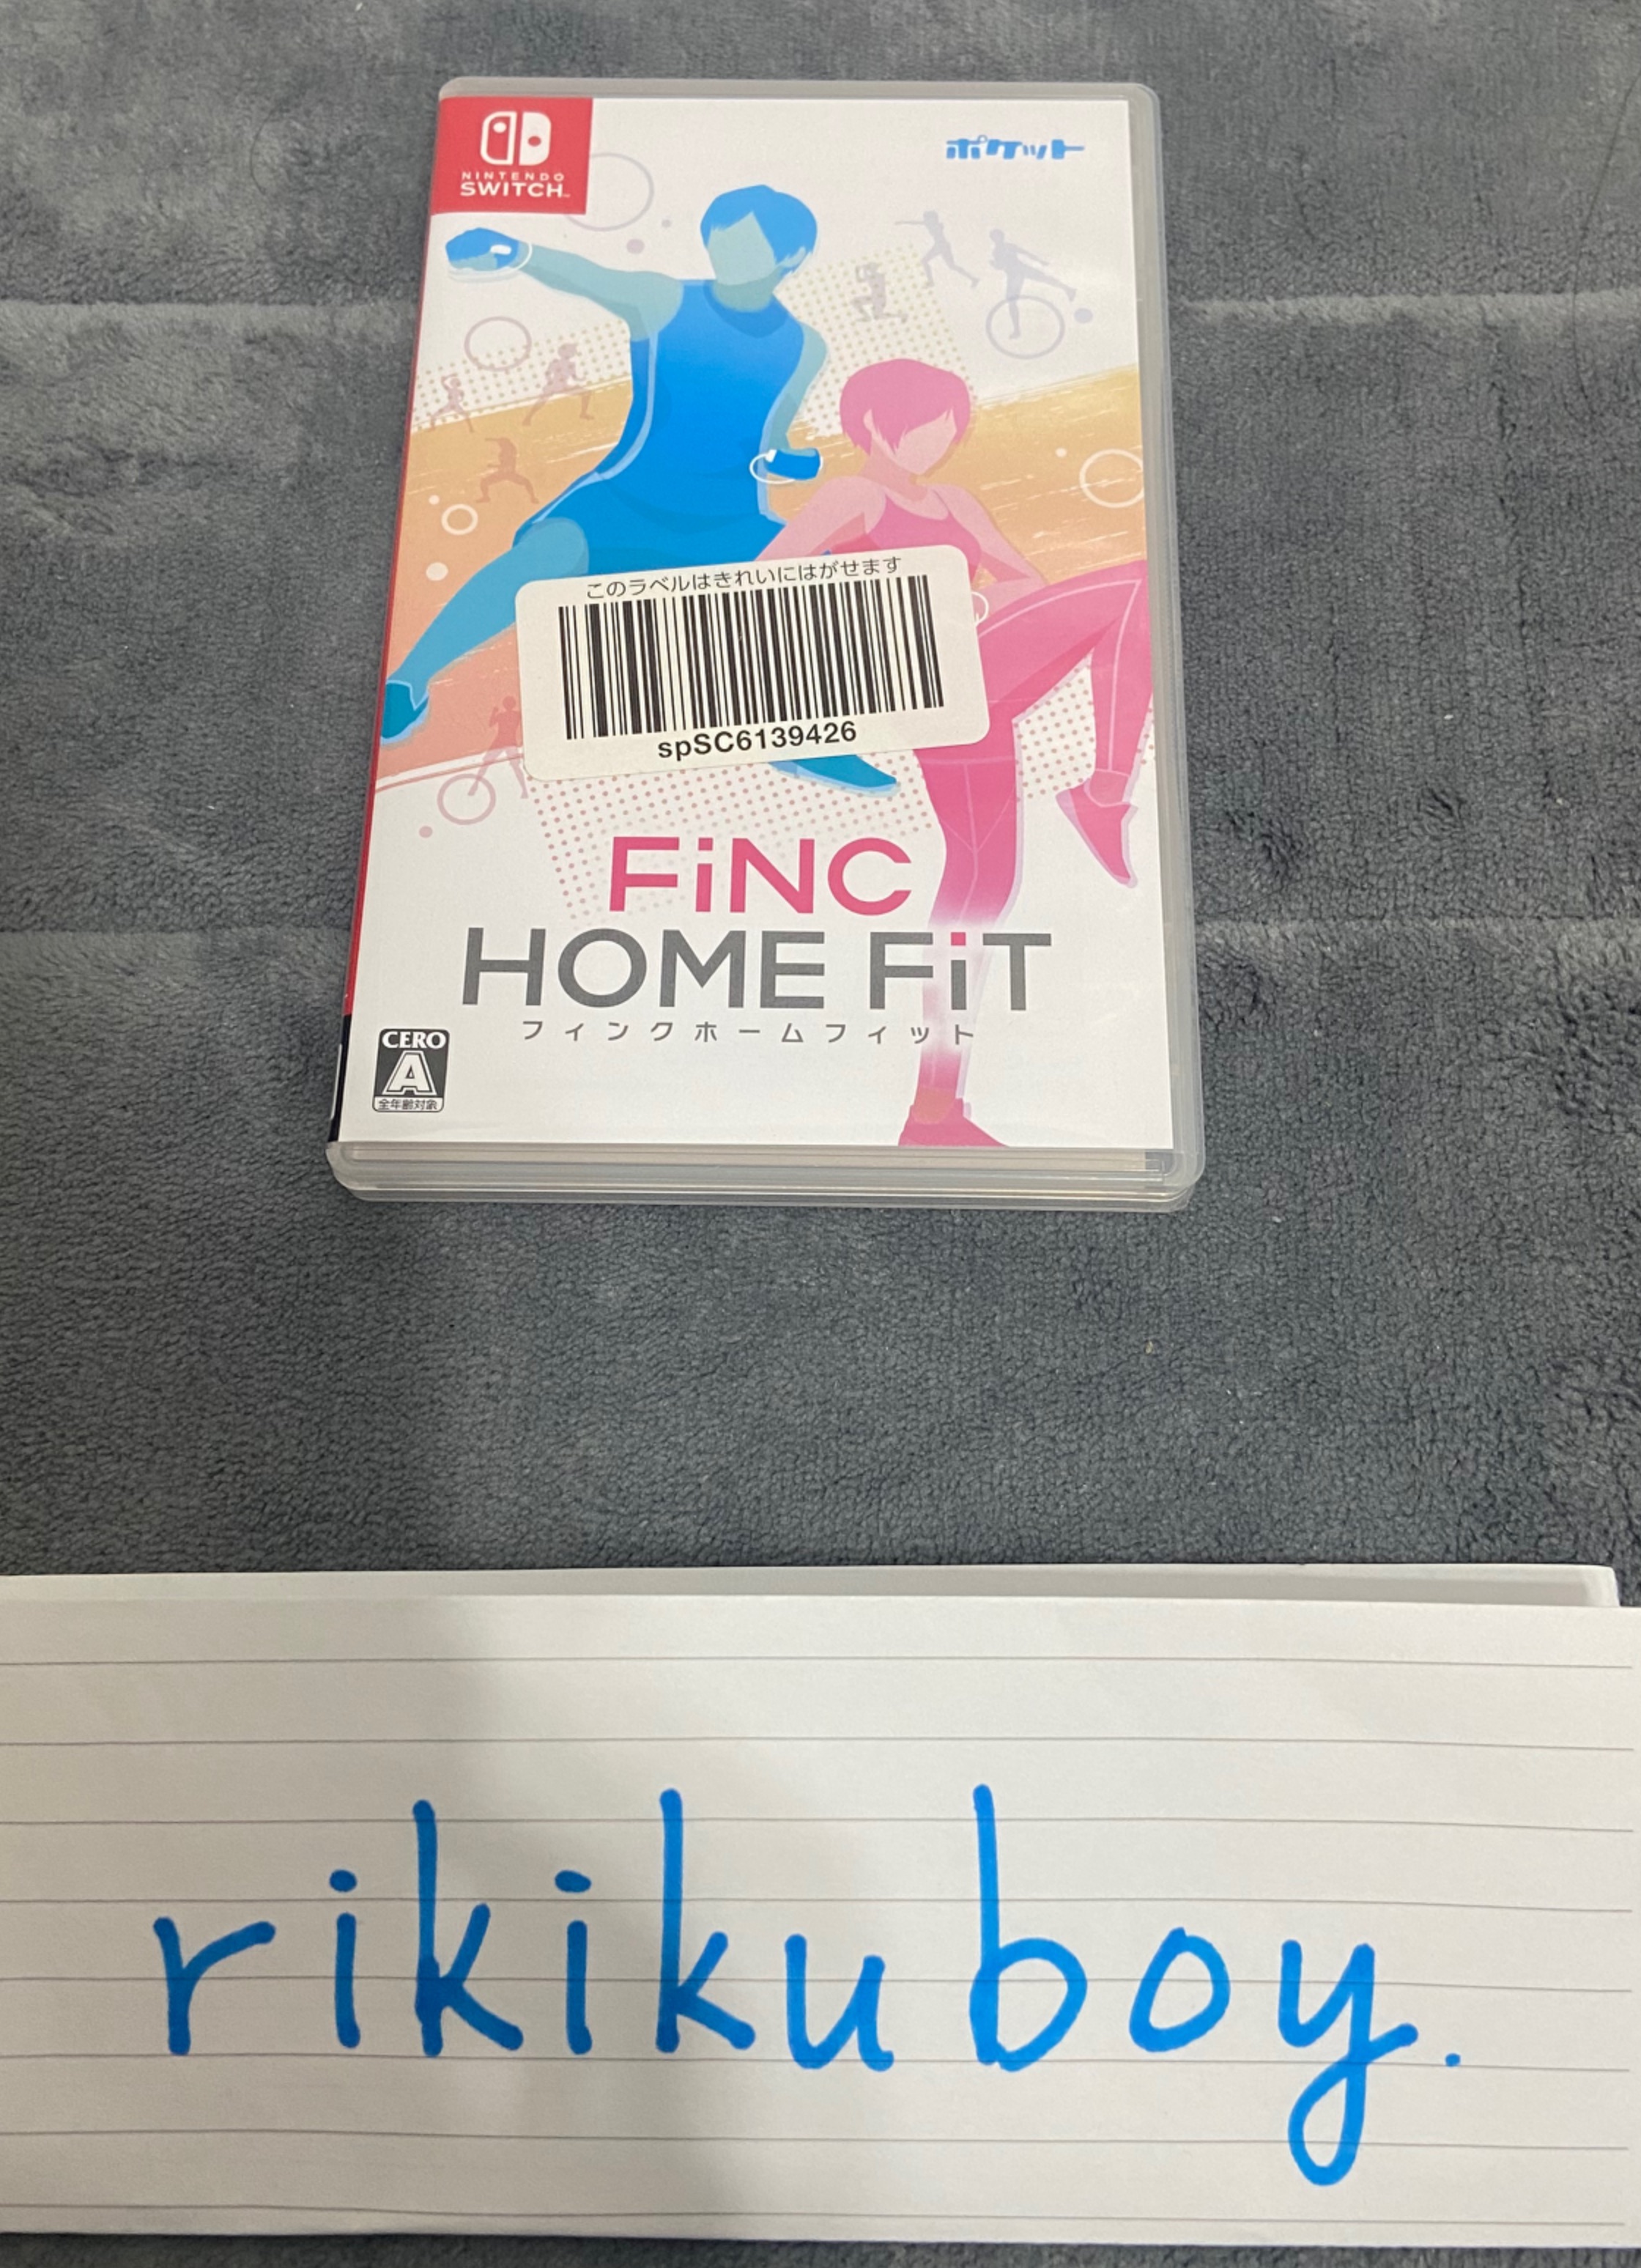 NINTENDO
SWITCH™
ポケット
このラベルはきれいにはがせます
spSC6139426
FiNC
HOME FiT
フィンクホームフィット
CERO
A
全年齢対象
rikikuboy.